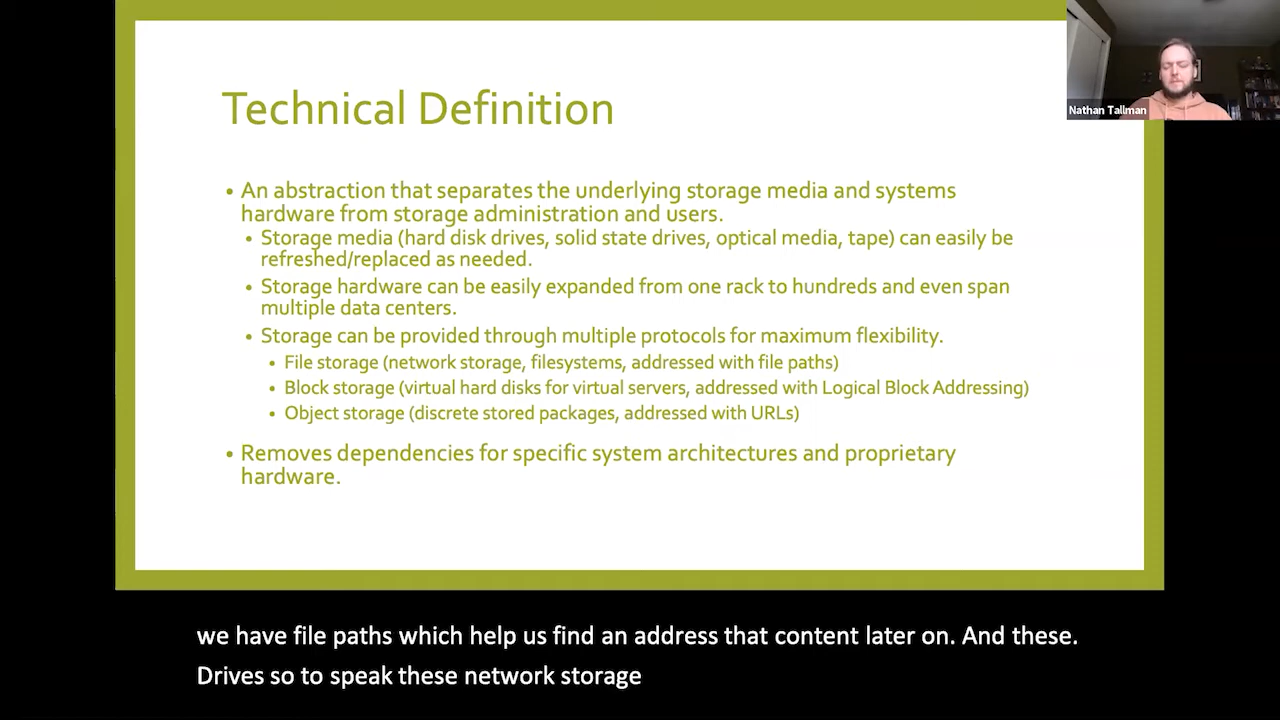 Technical Definition
• An abstraction that separates the underlying storage media and systems
hardware from storage administration and users.
• Storage media (hard disk drives, solid state drives, optical media, tape) can easily be
refreshed/replaced as needed.
• Storage hardware can be easily expanded from one rack to hundreds and even span
multiple data centers.
• Storage can be provided through multiple protocols for maximum flexibility.
• File storage (network storage, filesystems, addressed with file paths)
• Block storage (virtual hard disks for virtual servers, addressed with Logical Block Addressing)
• Object storage (discrete stored packages, addressed with URLs)
• Removes dependencies for specific system architectures and proprietary
hardware.
Nathan Tallman
we have file paths which help us find an address that content later on. And these.
Drives so to speak these network storage